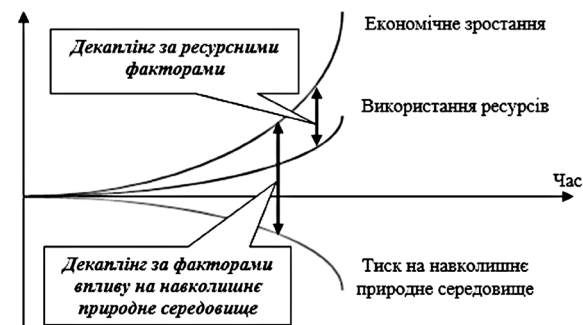 Економічне зростання
Декаплінг за ресурсними
факторами
Використання ресурсів
Час
Декаплінг за факторами
впливу на навколишнє
природне середовище
Тиск на навколишнє
природне середовище